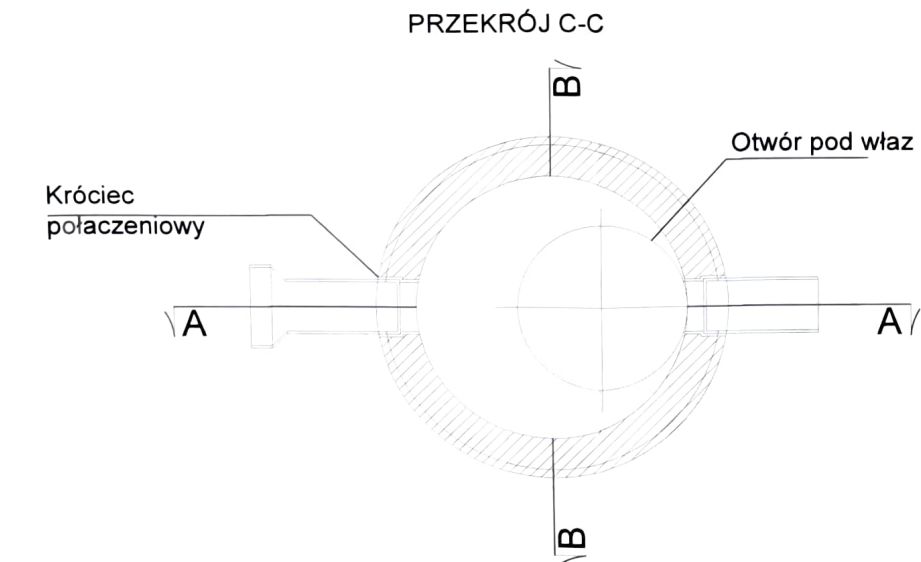 PRZEKRÓJ C-C
B
Otwór pod właz
Króciec
połaczeniowy
A
A
B